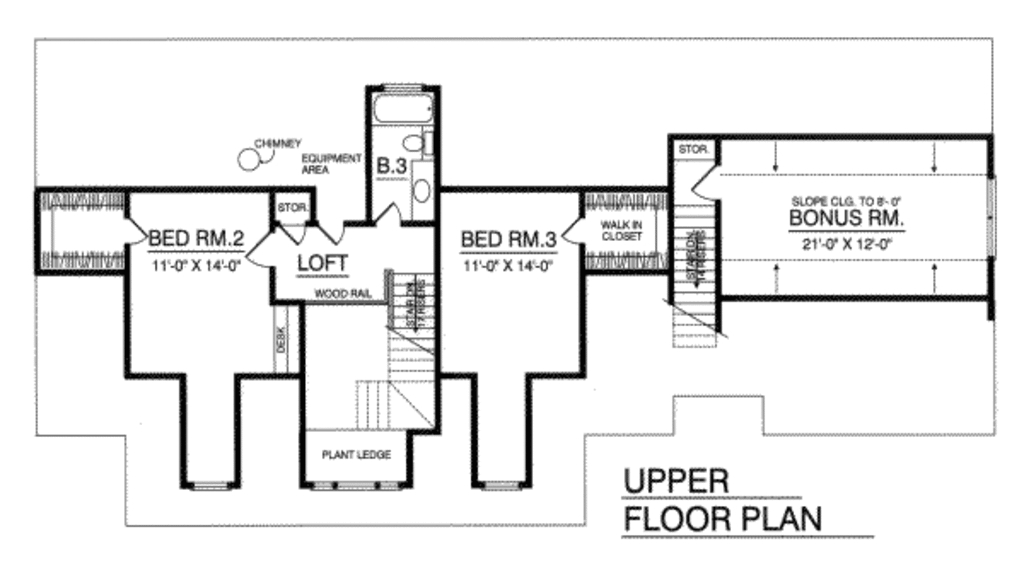 CHIMNEY
EQUIPMENT
AREA
B.3
STOR.
STOR.
BED RM.2
11'-0" X 14'-0"
LOFT
WOOD RAIL
STAIR DN
17 RISERS
DESK
PLANT LEDGE
BED RM.3
11'-0" X 14'-0"
WALK IN
CLOSET
STAIR DN
14 RISERS
SLOPE CLG. TO 8'-0"
BONUS RM.
21'-0" X 12'-0"
UPPER
FLOOR PLAN